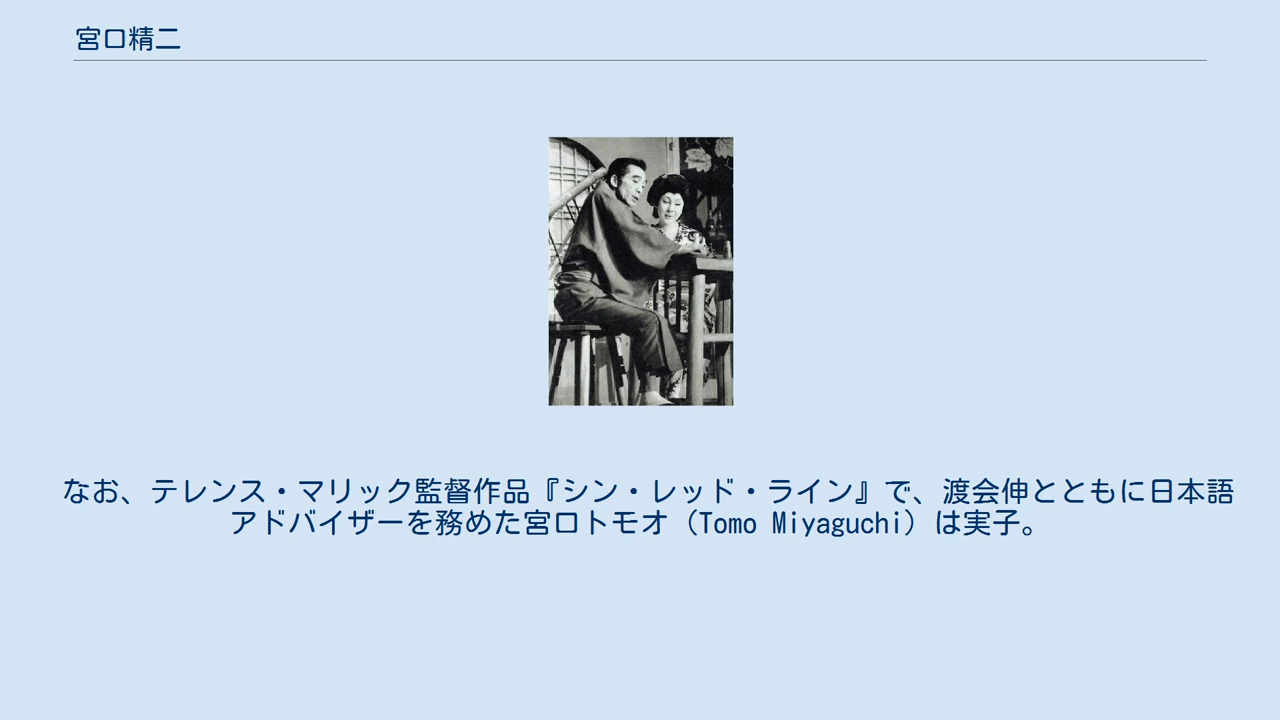 宮口精二
なお、テレンス・マリック監督作品『シン・レッド・ライン』で、渡会伸とともに日本語
アドバイザーを務めた宮口トモオ（Tomo Miyaguchi）は実子。